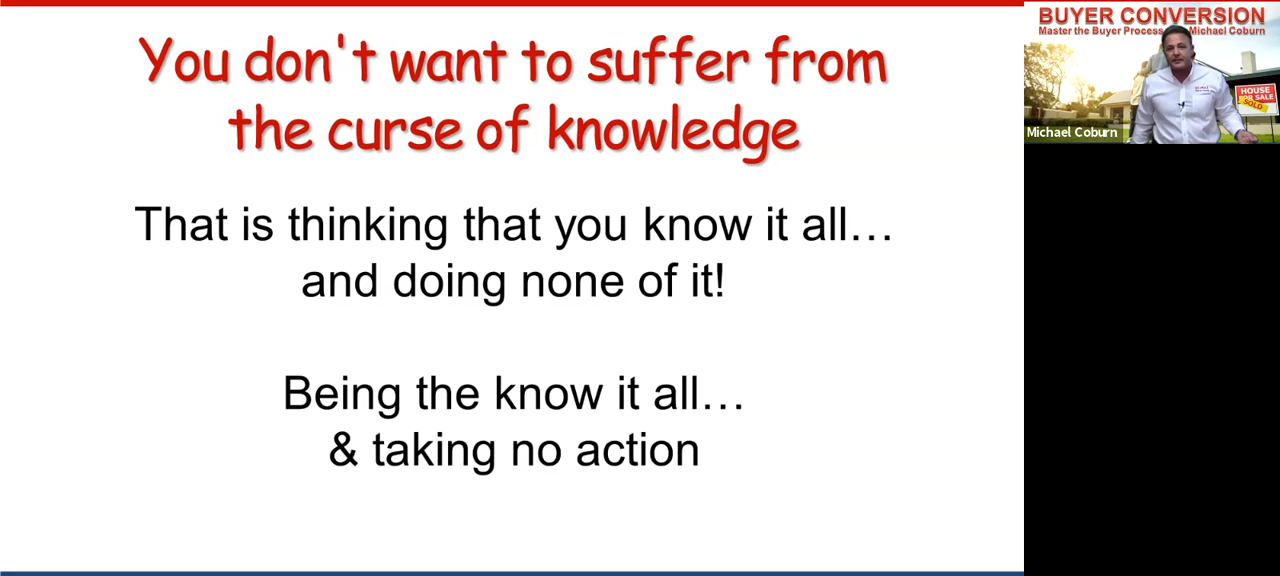 You don't want to suffer from
the curse of knowledge
That is thinking that you know it all…
and doing none of it!
Being the know it all…
& taking no action
BUYER CONVERSION
Master the Buyer Process Michael Coburn
HOUSE
FOR SALE
SOLD
Michael Coburn